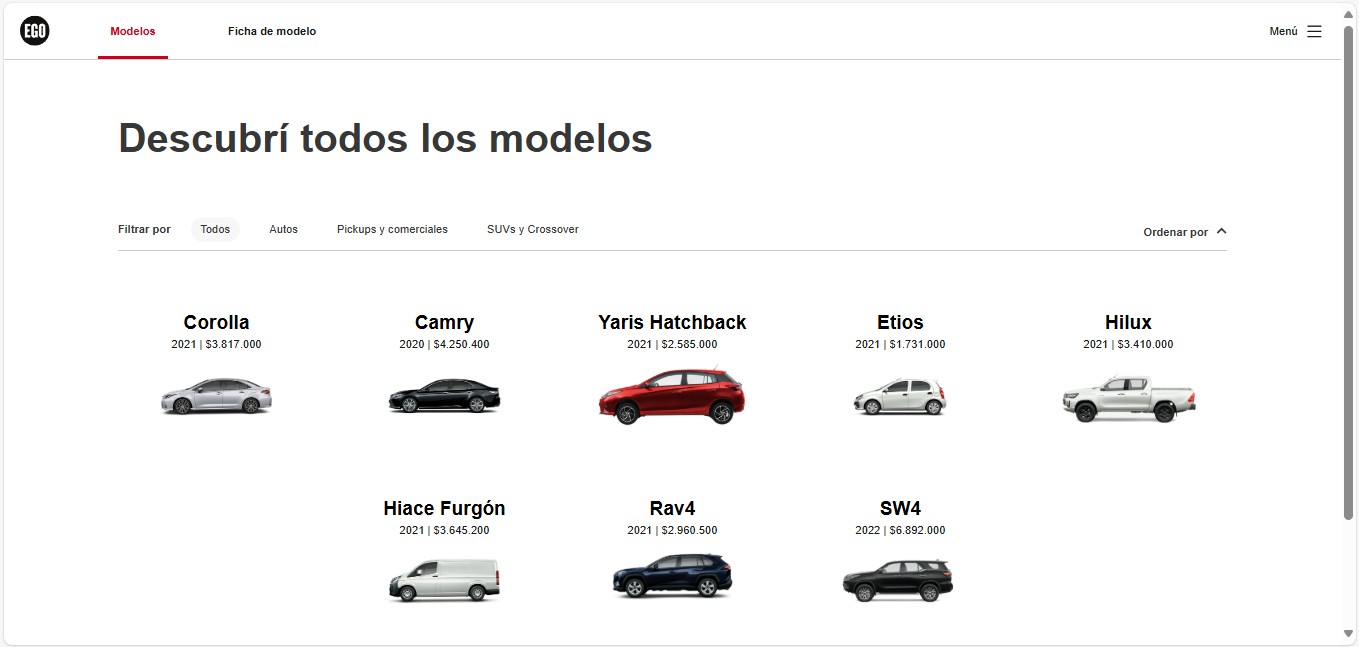 EGO
Modelos
Ficha de modelo
Menú
Descubrí todos los modelos
Filtrar por
Todos
Autos
Pickups y comerciales
SUVs y Crossover
Ordenar por
Corolla
2021 | $3.817.000
Camry
2020 | $4.250.400
Yaris Hatchback
2021 | $2.585.000
Etios
2021 | $1.731.000
Hilux
2021 | $3.410.000
Hiace Furgón
2021 | $3.645.200
Rav4
2021 | $2.960.500
SW4
2022 | $6.892.000